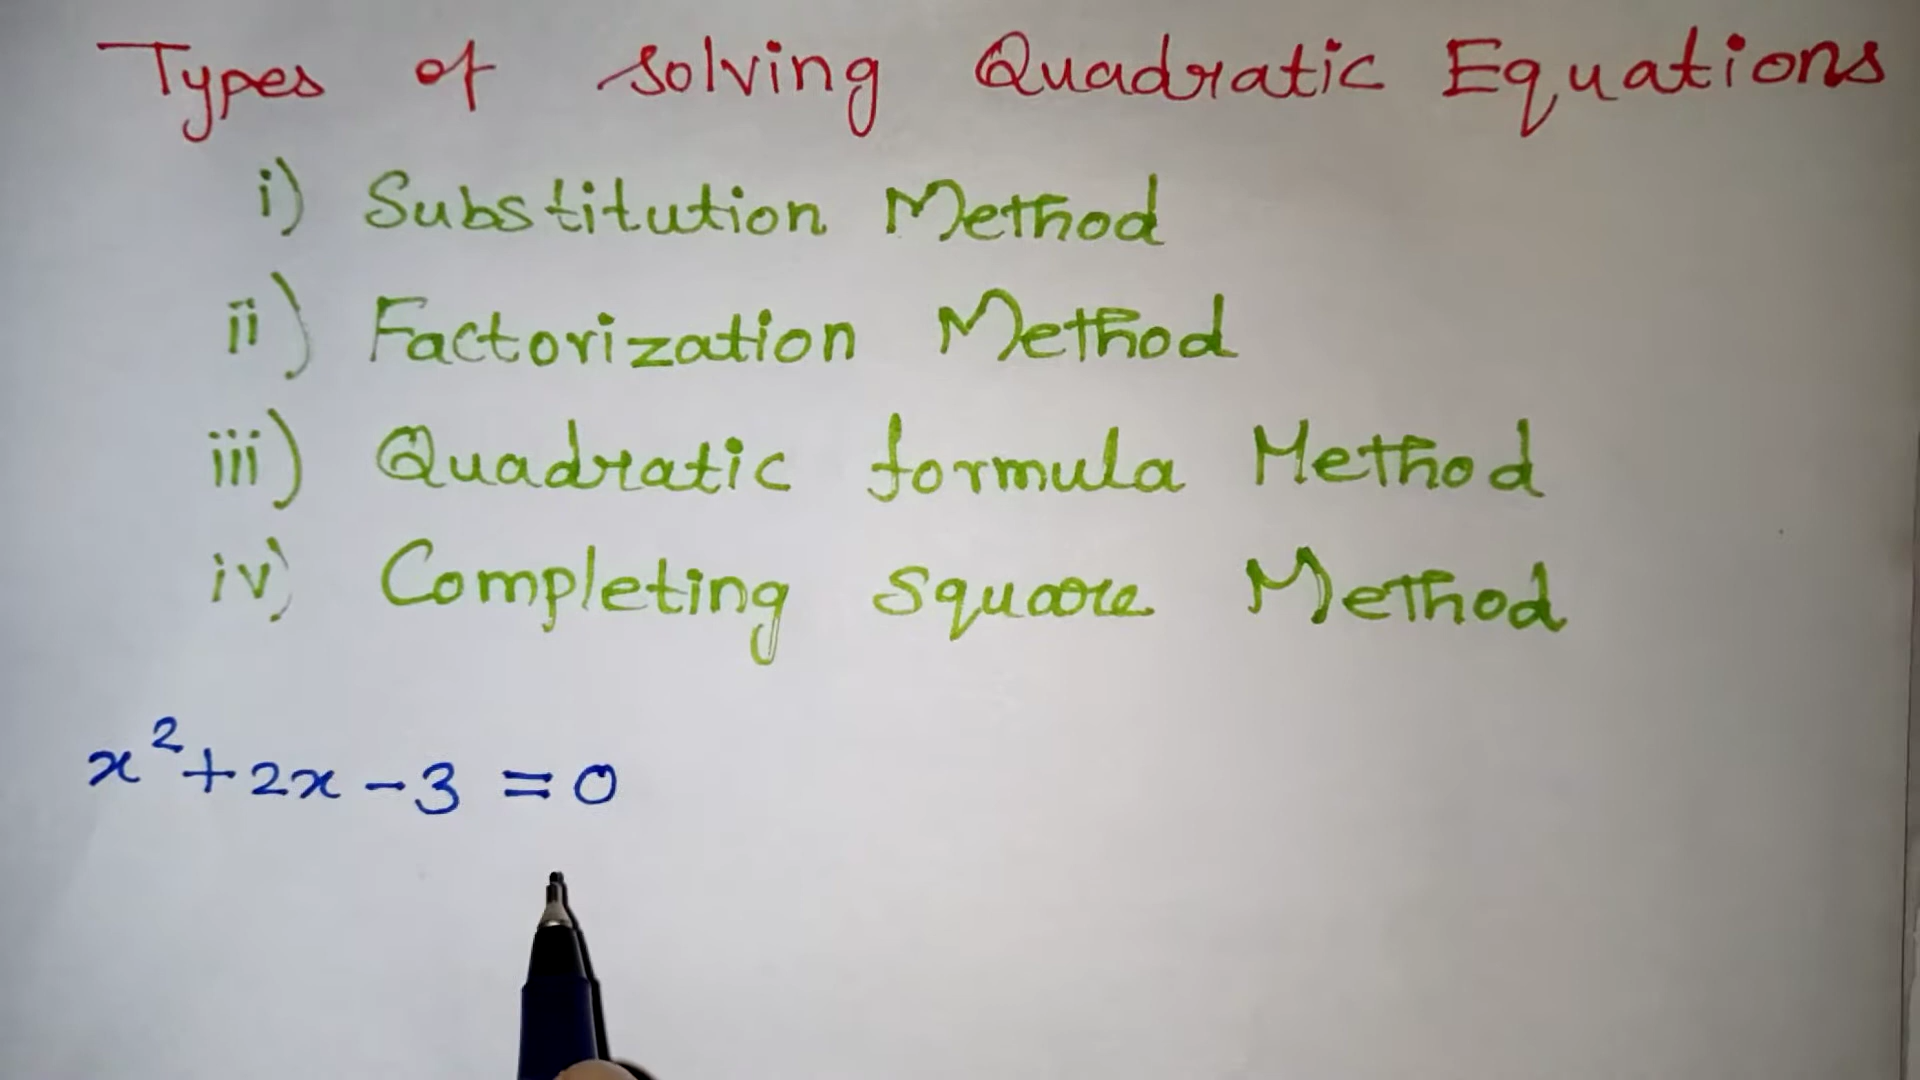 Types of solving Quadratic Equations
i) Substitution Method
ii) Factorization Method
iii) Quadratic formula Method
iv) Completing square Method
x² + 2x - 3 = 0